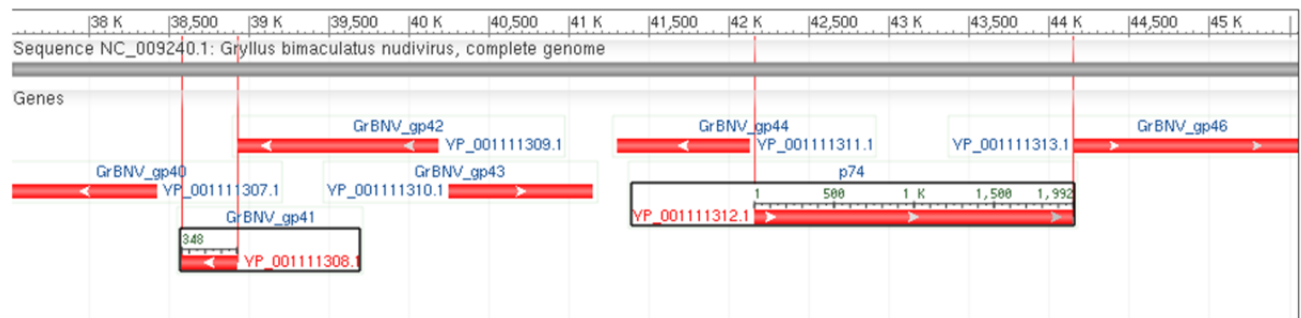 38 K 38,500 39 K 39,500 40 K 40,500 41 K 41,500 42 K 42,500 43 K 43,500 44 K 44,500 45 K
Sequence NC_009240.1: Gryllus bimaculatus nudivirus, complete genome
Genes
GrBNV_gp42 GrBNV_gp44 GrBNV_gp46
YP_001111309.1 YP_001111311.1 YP_001111313.1
GrBNV_gp40 GrBNV_gp43 p74
YP_001111307.1 YP_001111310.1 1 500 1 K 1,500 1,992
GrBNV_gp41 YP_001111312.1
348
YP_001111308.1